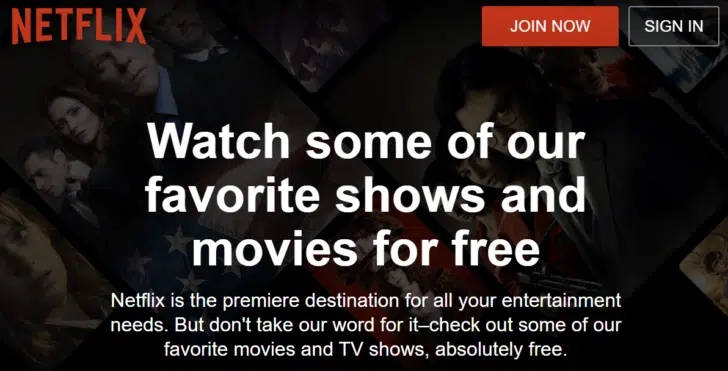 NETFLIX
JOIN NOW
SIGN IN
Watch some of our
favorite shows and
movies for free
Netflix is the premiere destination for all your entertainment
needs. But don't take our word for it–check out some of our
favorite movies and TV shows, absolutely free.